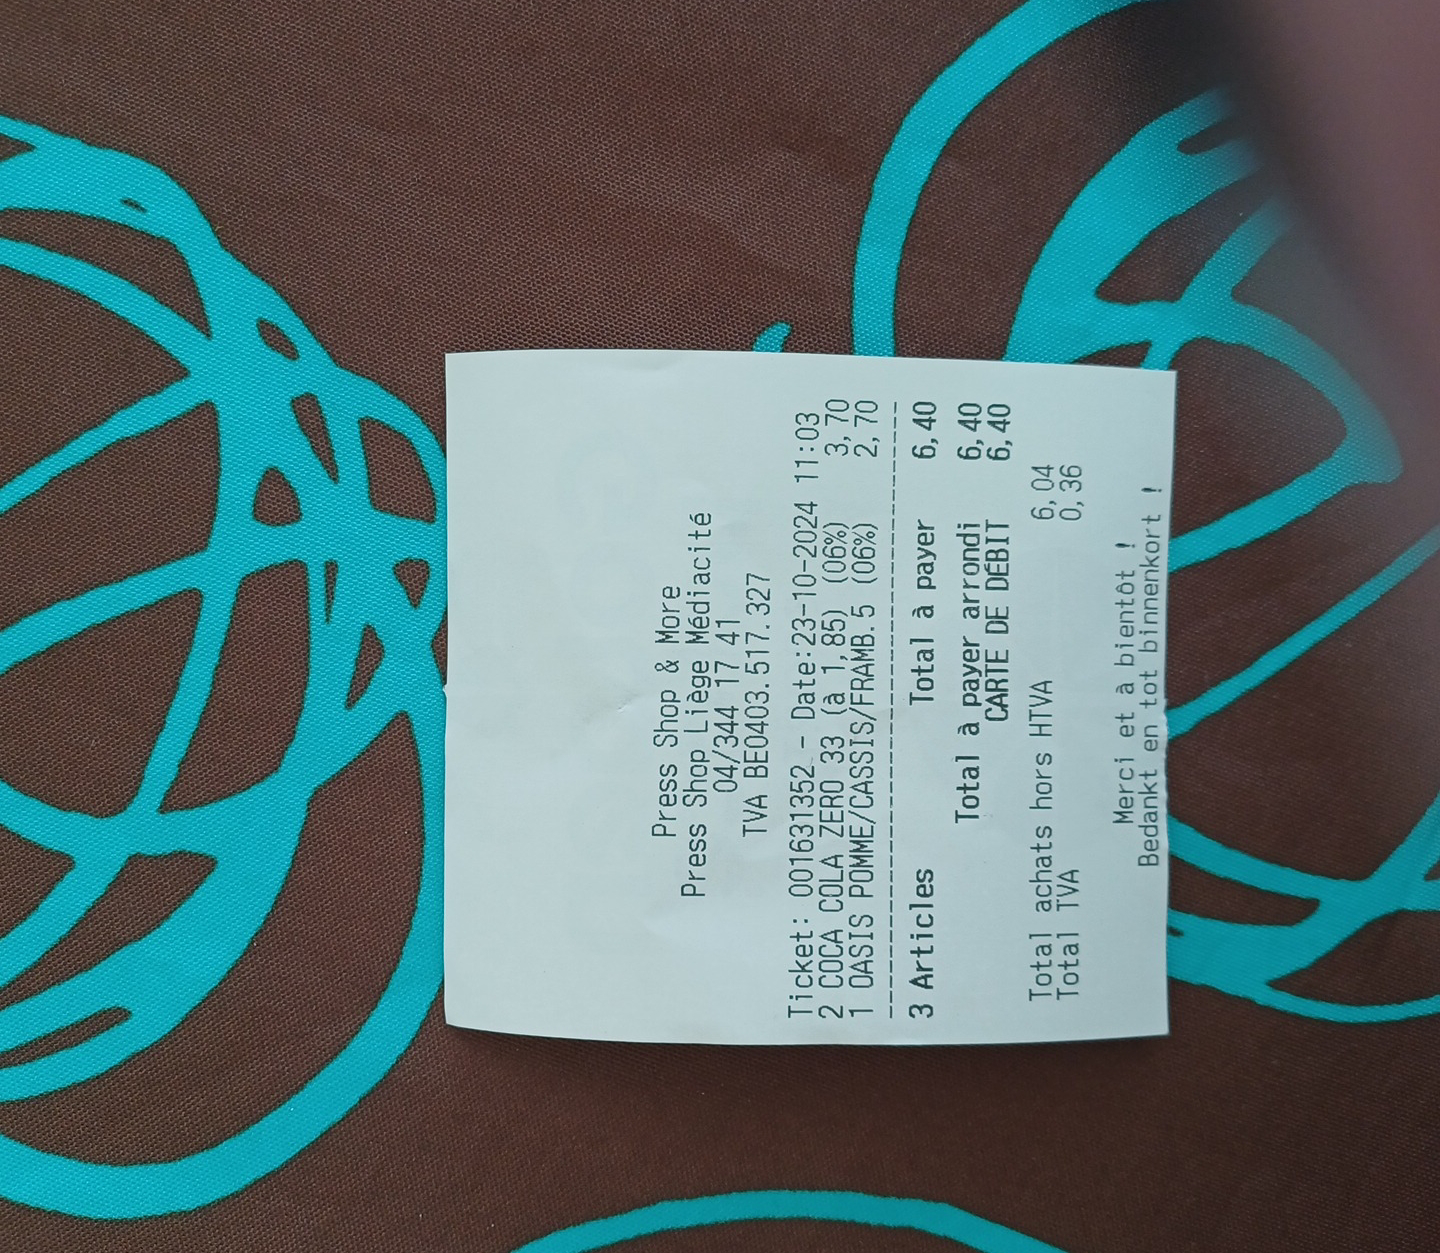 Press Shop & More
Press Shop Liège Médiacité
04/344 17 41
TVA BE0403.517.327
Ticket: 001631352 - Date:23-10-2024 11:03
2 COCA COLA ZERO 33 (à 1,85) (06%) 3,70
1 OASIS POMME/CASSIS/FRAMB.5 (06%) 2,70
3 Articles Total à payer 6,40
Total à payer arrondi 6,40
CARTE DE DÉBIT 6,40
Total achats hors HTVA 6,04
Total TVA 0,36
Merci et à bientôt !
Bedankt en tot binnenkort !